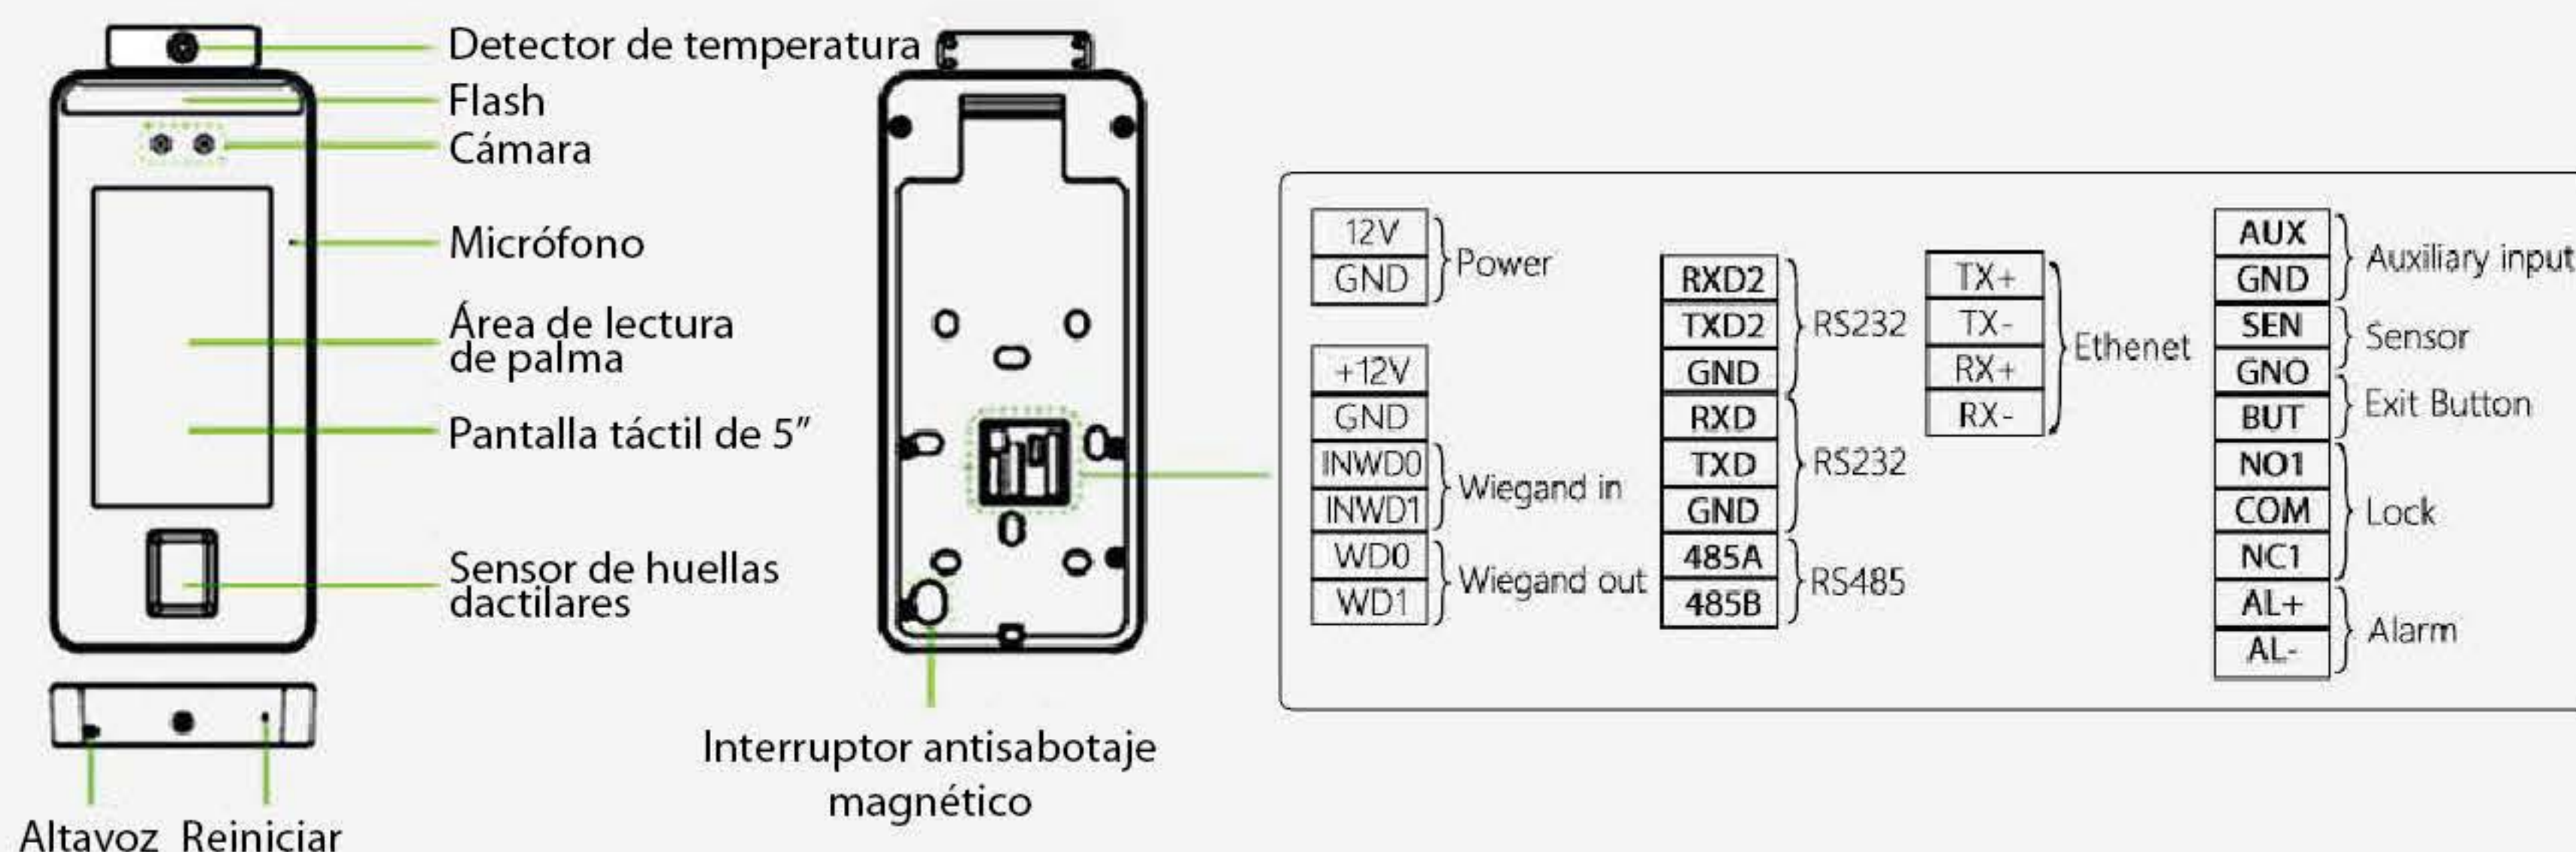 Detector de temperatura
Flash
Cámara
Micrófono
Área de lectura
de palma
Pantalla táctil de 5”
Sensor de huellas
dactilares
Altavoz
Reiniciar
Interruptor antisabotaje
magnético
12V
GND
Power
+12V
GND
INWD0
INWD1
Wiegand in
WD0
WD1
Wiegand out
RXD2
TXD2
GND
RS232
RXD
TXD
GND
RS232
485A
485B
RS485
TX+
TX-
RX+
RX-
Ethenet
AUX
GND
Auxiliary input
SEN
GNO
Sensor
BUT
Exit Button
NO1
COM
NC1
Lock
AL+
AL-
Alarm